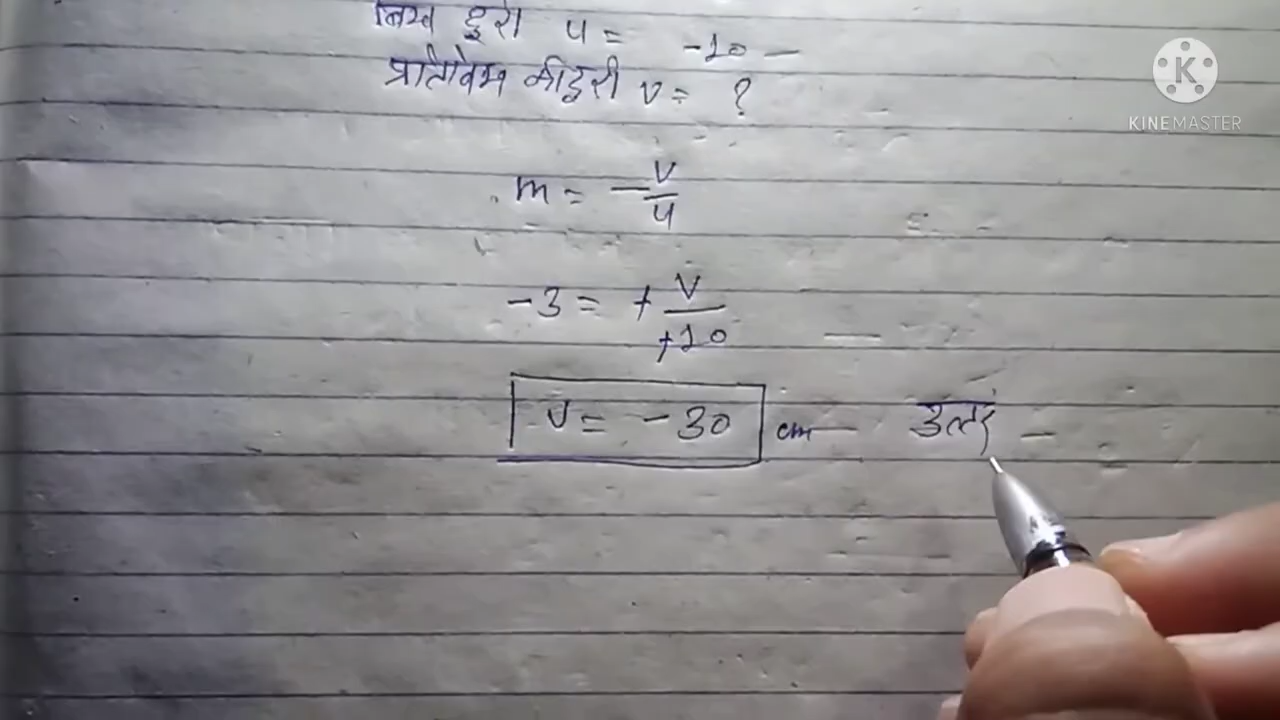 बिम्ब दूरी u = -10
प्रतिबिम्ब की दूरी v = ?
m = - v/u
-3 = + v/+10
v = -30 cm उत्तर
K
KINEMASTER